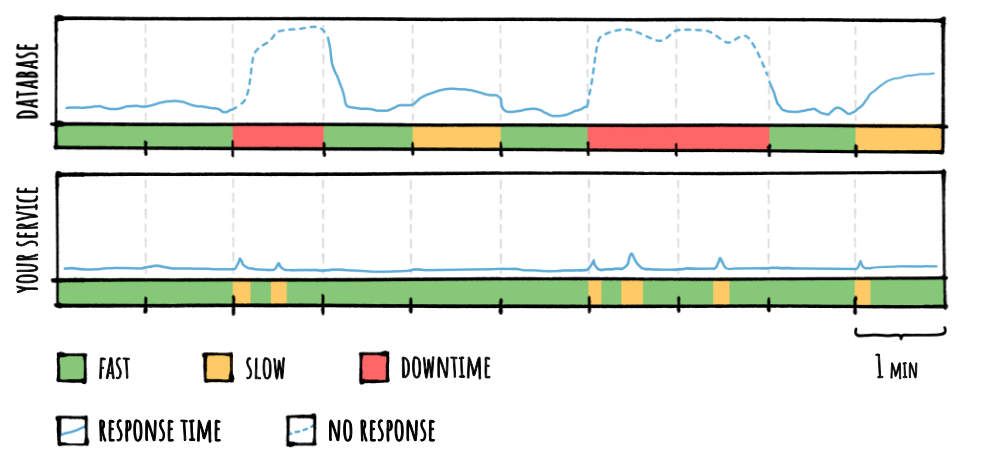 DATABASE
YOUR SERVICE
FAST
SLOW
DOWNTIME
1 MIN
RESPONSE TIME
NO RESPONSE